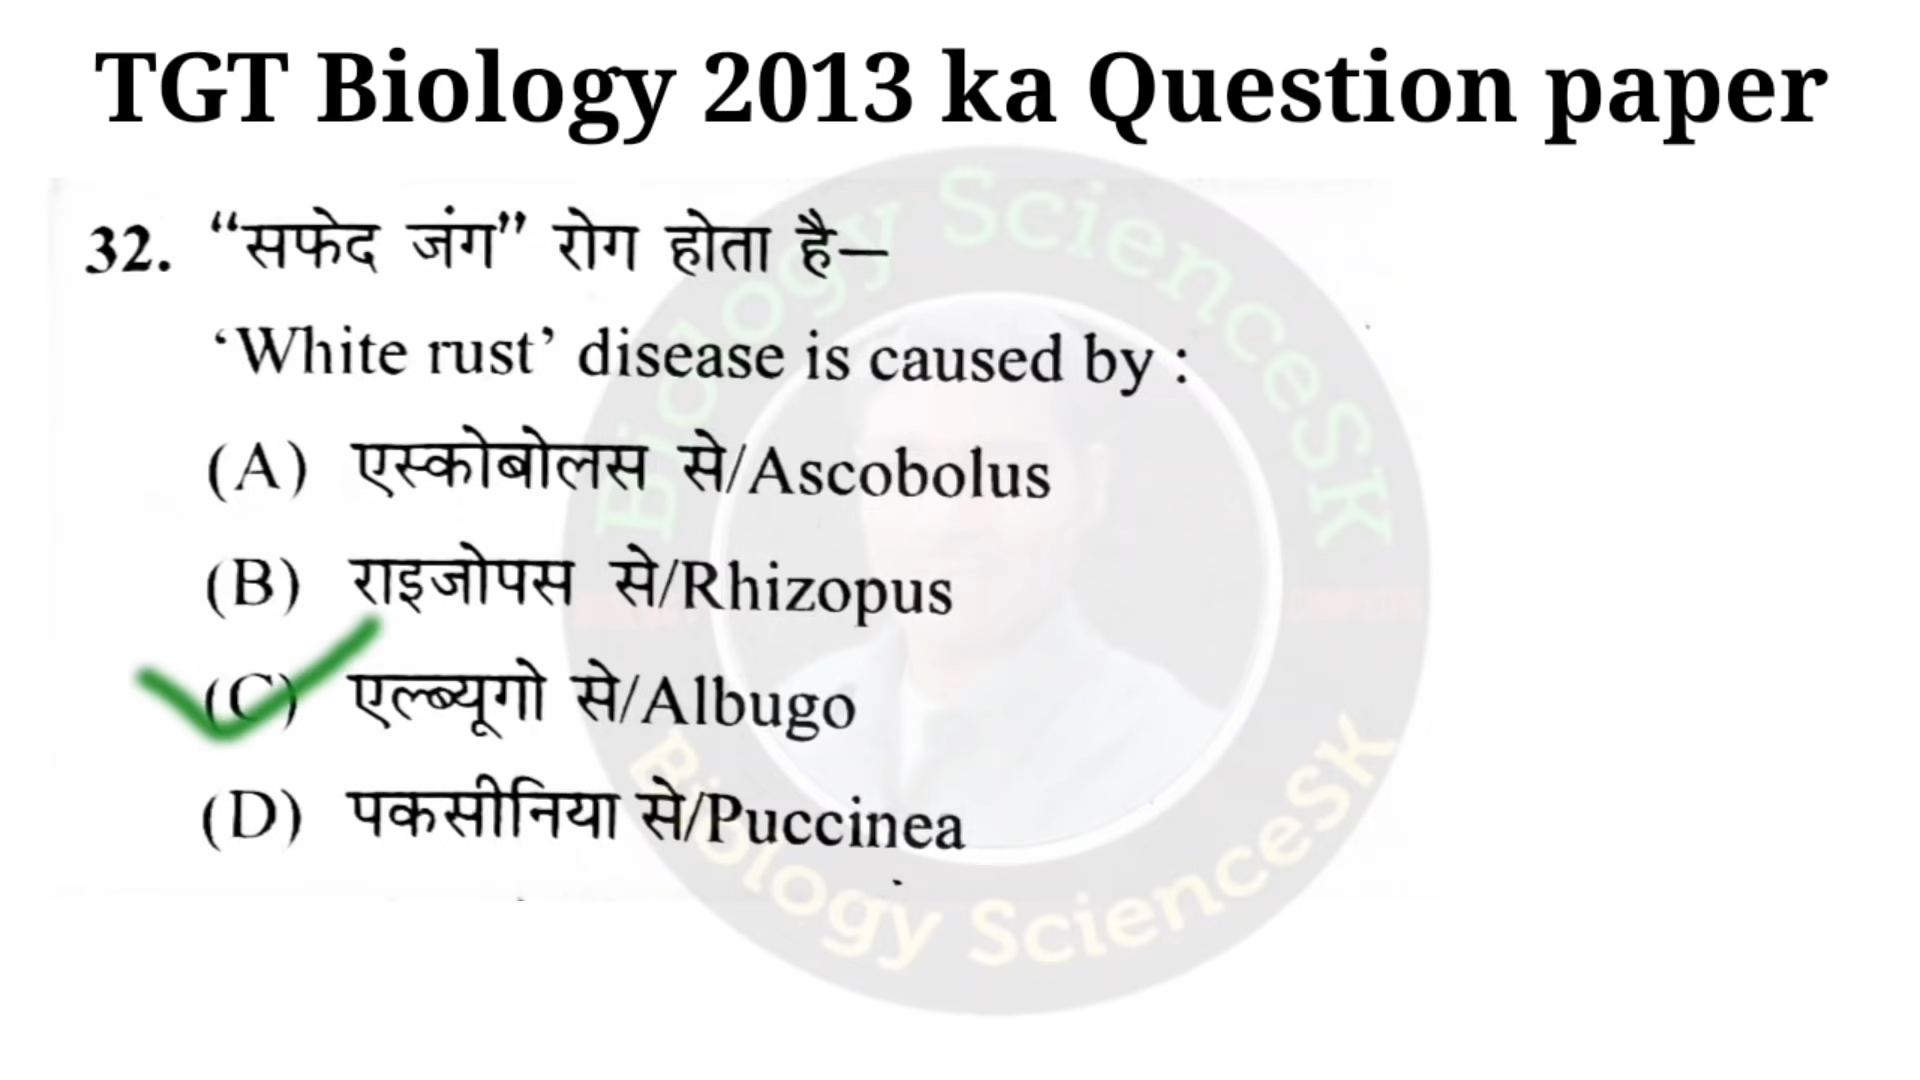 TGT Biology 2013 ka Question paper
32. “सफेद जंग” रोग होता है—
‘White rust’ disease is caused by :
(A) एस्कोबोलस से/Ascobolus
(B) राइजोपस से/Rhizopus
(C) एल्ब्यूगो से/Albugo
(D) पकसीनिया से/Puccinea
Biology ScienceSK
Biology ScienceSK